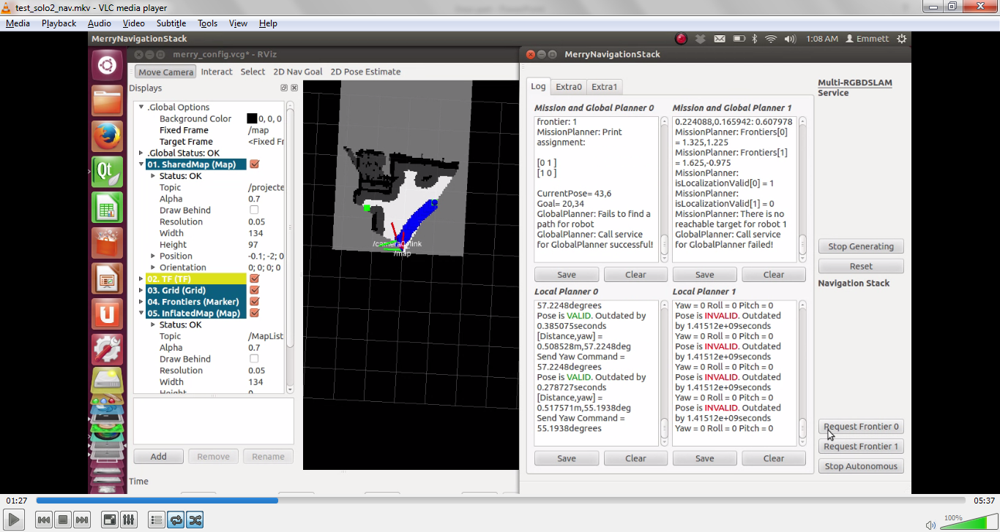 test_solo2_nav.mkv - VLC media player
Media Playback Audio Video Subtitle Tools View Help
MerryNavigationStack
1:08 AM Emmett
merry_config.vcg* - RViz
Move Camera Interact Select 2D Nav Goal 2D Pose Estimate
Displays
.Global Options
Background Color 0, 0, 0
Fixed Frame /map
Target Frame <Fixed Fr
.Global Status: OK
01. SharedMap (Map)
Status: OK
Topic /projecte
Alpha 0.7
Draw Behind
Resolution 0.05
Width 134
Height 97
Position -0.1; -2; 0
Orientation 0; 0; 0; 0
02. TF (TF)
03. Grid (Grid)
04. Frontiers (Marker)
05. InflatedMap (Map)
Status: OK
Topic /MapList
Alpha 0.7
Draw Behind
Resolution 0.05
Width 134
Height 0
Add Remove Rename
Time
/map
MerryNavigationStack
Log Extra0 Extra1
Mission and Global Planner 0
frontier: 1
MissionPlanner: Print
assignment:
[0 1 ]
[1 0 ]
CurrentPose= 43,6
Goal= 20,34
GlobalPlanner: Fails to find a
path for robot
GlobalPlanner: Call service
for GlobalPlanner successful!
Save Clear
Mission and Global Planner 1
0.224088,0.165942: 0.607978
MissionPlanner: Frontiers[0]
= 1.325,1.225
MissionPlanner: Frontiers[1]
= 1.625,-0.975
MissionPlanner:
isLocalizationValid[0] = 1
MissionPlanner:
isLocalizationValid[1] = 0
MissionPlanner: There is no
reachable target for robot 1
GlobalPlanner: Call service
for GlobalPlanner failed!
Save Clear
Local Planner 0
57.2248degrees
Pose is VALID. Outdated by
0.385075seconds
[Distance,yaw] =
0.508528m,57.2248deg
Send Yaw Command =
57.2248degrees
Pose is VALID. Outdated by
0.278727seconds
[Distance,yaw] =
0.517571m,55.1938deg
Send Yaw Command =
55.1938degrees
Save Clear
Local Planner 1
Yaw = 0 Roll = 0 Pitch = 0
Pose is INVALID. Outdated
by 1.41512e+09seconds
Yaw = 0 Roll = 0 Pitch = 0
Pose is INVALID. Outdated
by 1.41512e+09seconds
Yaw = 0 Roll = 0 Pitch = 0
Pose is INVALID. Outdated
by 1.41512e+09seconds
Yaw = 0 Roll = 0 Pitch = 0
Pose is INVALID. Outdated
by 1.41512e+09seconds
Yaw = 0 Roll = 0 Pitch = 0
Save Clear
Multi-RGBDSLAM
Service
Stop Generating
Reset
Navigation Stack
Request Frontier 0
Request Frontier 1
Stop Autonomous
01:27 05:37
100%